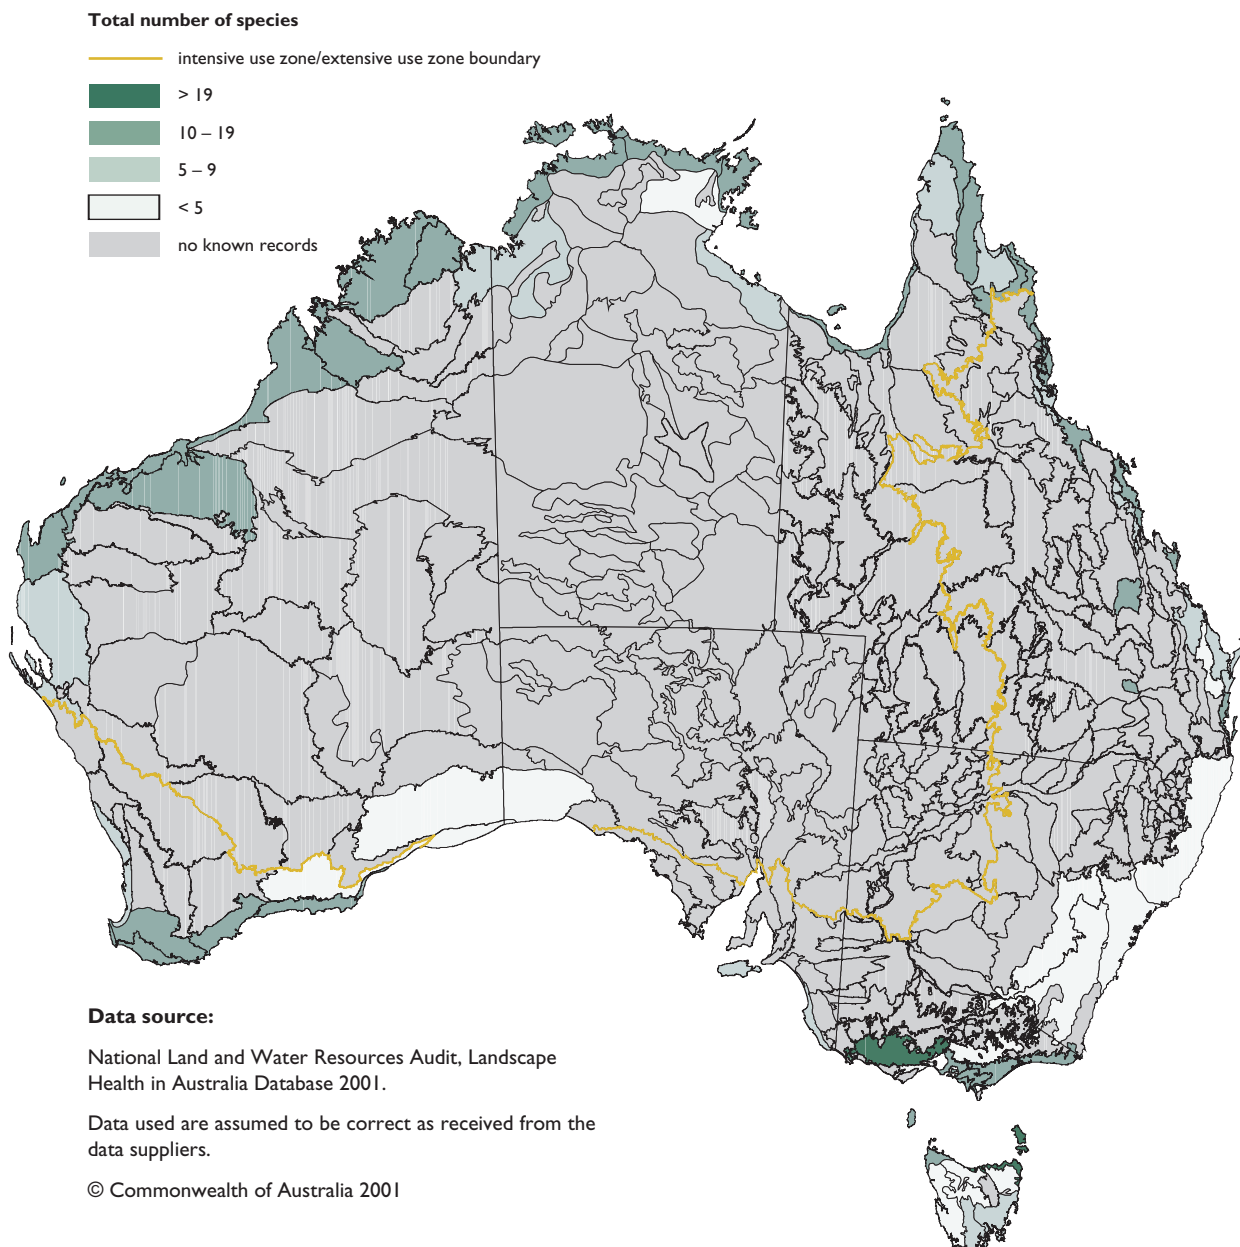 Total number of species
intensive use zone/extensive use zone boundary
> 19
10 – 19
5 – 9
< 5
no known records
Data source:
National Land and Water Resources Audit, Landscape
Health in Australia Database 2001.
Data used are assumed to be correct as received from the
data suppliers.
© Commonwealth of Australia 2001